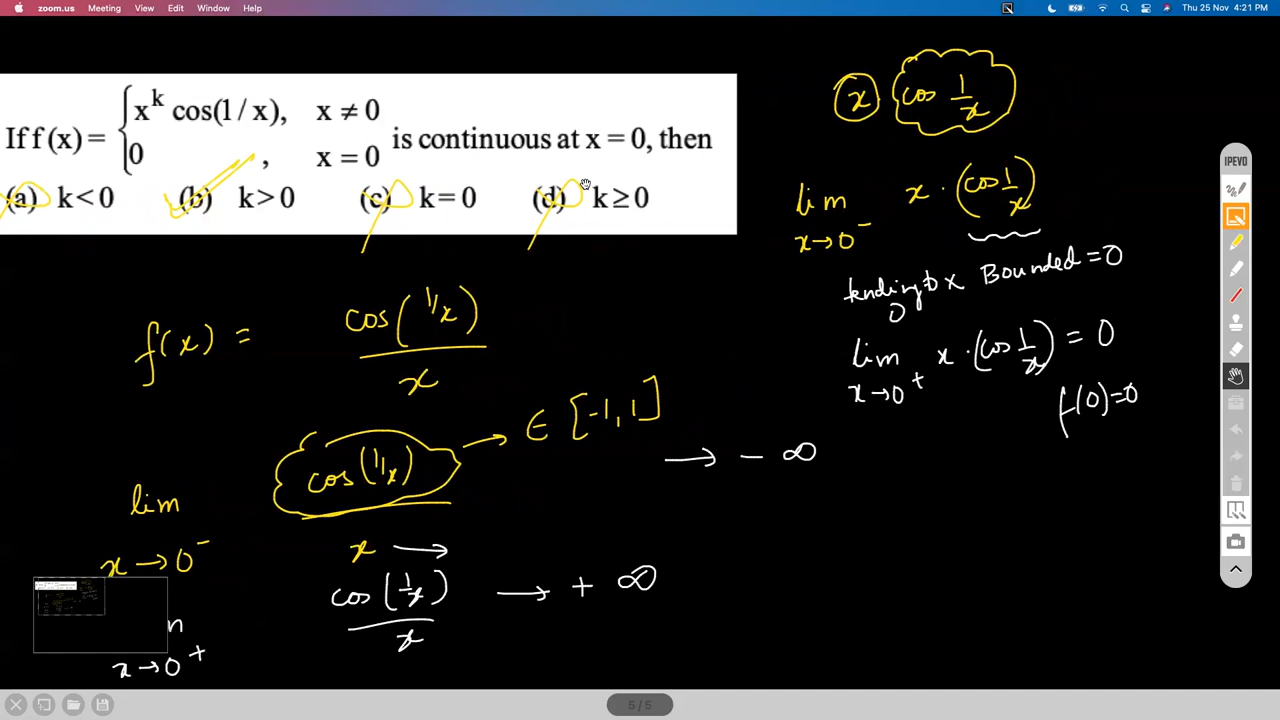 zoom.us Meeting View Edit Window Help Thu 25 Nov 4:21 PM
If f (x) = { x^k cos(1 / x), x ≠ 0
0 , x = 0 is continuous at x = 0, then
(a) k < 0 (b) k > 0 (c) k = 0 (d) k ≥ 0
f(x) = cos(1/x) / x
cos(1/x) → ∈ [-1, 1]
lim x → 0⁻ cos(1/x) / x → - ∞
x → 0⁺ cos(1/x) / x → + ∞
x cos 1/x
lim x → 0⁻ x · (cos 1/x)
tending to 0 x Bounded = 0
lim x → 0⁺ x · (cos 1/x) = 0
f(0) = 0
IPEVO
5 / 5